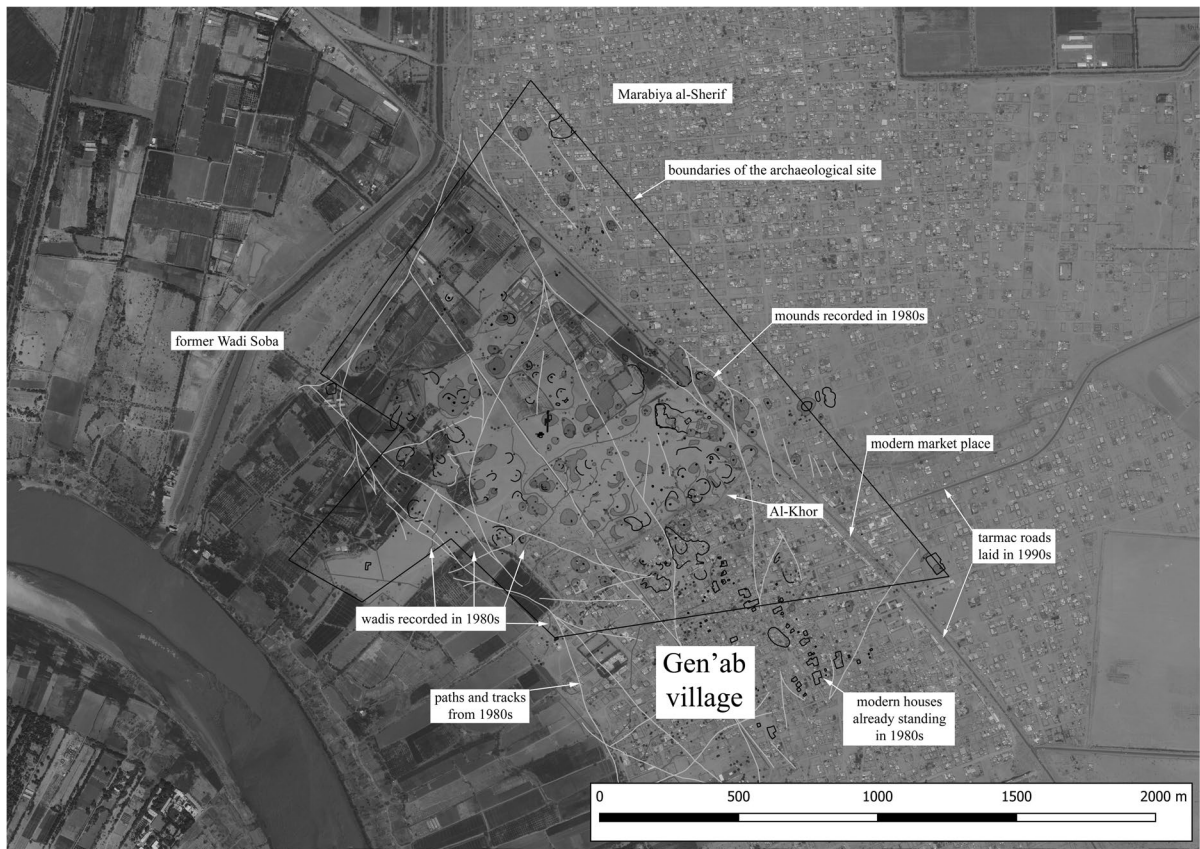 Marabiya al-Sherif
boundaries of the archaeological site
mounds recorded in 1980s
former Wadi Soba
modern market place
Al-Khor
tarmac roads
laid in 1990s
wadis recorded in 1980s
Gen'ab
village
paths and tracks
from 1980s
modern houses
already standing
in 1980s
0 500 1000 1500 2000 m